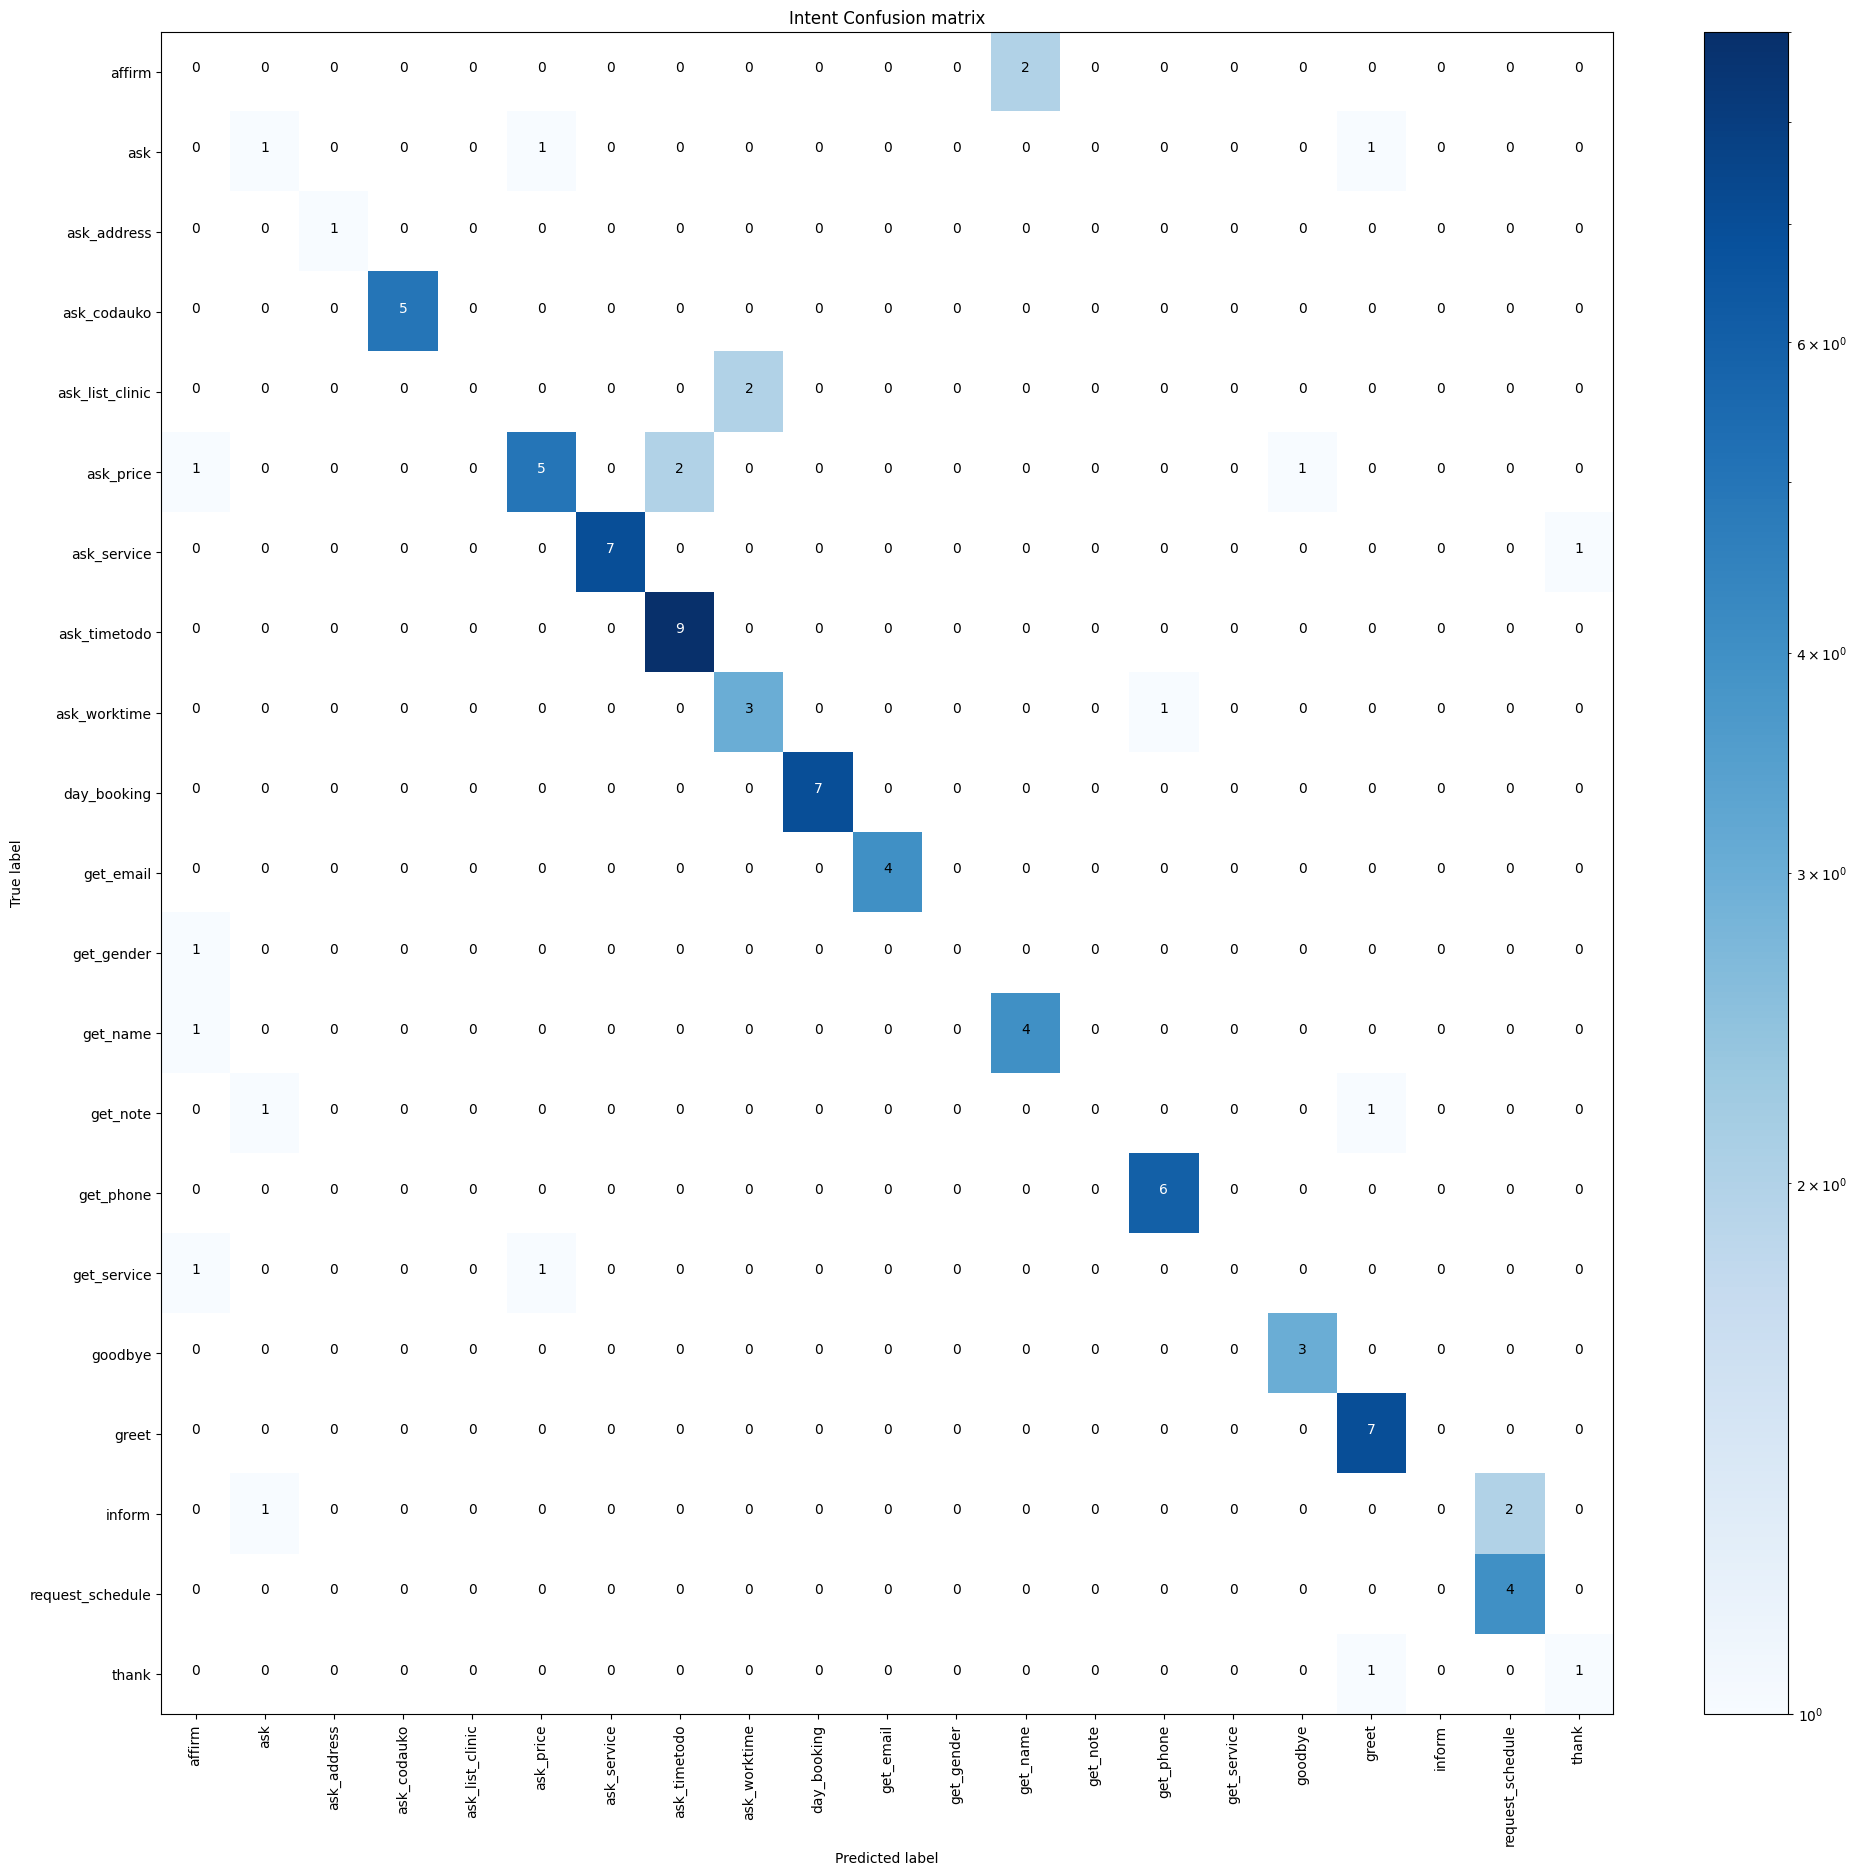 Intent Confusion matrix
affirm 0 0 0 0 0 0 0 0 0 0 0 0 2 0 0 0 0 0 0 0 0
ask 0 1 0 0 0 1 0 0 0 0 0 0 0 0 0 0 0 1 0 0 0
ask_address 0 0 1 0 0 0 0 0 0 0 0 0 0 0 0 0 0 0 0 0 0
ask_codauko 0 0 0 5 0 0 0 0 0 0 0 0 0 0 0 0 0 0 0 0 0
6 × 10⁰
ask_list_clinic 0 0 0 0 0 0 0 0 2 0 0 0 0 0 0 0 0 0 0 0 0
ask_price 1 0 0 0 0 5 0 2 0 0 0 0 0 0 0 0 1 0 0 0 0
ask_service 0 0 0 0 0 0 7 0 0 0 0 0 0 0 0 0 0 0 0 0 1
ask_timetodo 0 0 0 0 0 0 0 9 0 0 0 0 0 0 0 0 0 0 0 0 0
4 × 10⁰
ask_worktime 0 0 0 0 0 0 0 0 3 0 0 0 0 0 1 0 0 0 0 0 0
day_booking 0 0 0 0 0 0 0 0 0 7 0 0 0 0 0 0 0 0 0 0 0
True label
get_email 0 0 0 0 0 0 0 0 0 0 4 0 0 0 0 0 0 0 0 0 0
3 × 10⁰
get_gender 1 0 0 0 0 0 0 0 0 0 0 0 0 0 0 0 0 0 0 0 0
get_name 1 0 0 0 0 0 0 0 0 0 0 0 4 0 0 0 0 0 0 0 0
get_note 0 1 0 0 0 0 0 0 0 0 0 0 0 0 0 0 0 1 0 0 0
get_phone 0 0 0 0 0 0 0 0 0 0 0 0 0 0 6 0 0 0 0 0 0
2 × 10⁰
get_service 1 0 0 0 0 1 0 0 0 0 0 0 0 0 0 0 0 0 0 0 0
goodbye 0 0 0 0 0 0 0 0 0 0 0 0 0 0 0 0 3 0 0 0 0
greet 0 0 0 0 0 0 0 0 0 0 0 0 0 0 0 0 0 7 0 0 0
inform 0 1 0 0 0 0 0 0 0 0 0 0 0 0 0 0 0 0 0 2 0
request_schedule 0 0 0 0 0 0 0 0 0 0 0 0 0 0 0 0 0 0 0 4 0
thank 0 0 0 0 0 0 0 0 0 0 0 0 0 0 0 0 0 1 0 0 1
10⁰
affirm ask ask_address ask_codauko ask_list_clinic ask_price ask_service ask_timetodo ask_worktime day_booking get_email get_gender get_name get_note get_phone get_service goodbye greet inform request_schedule thank
Predicted label